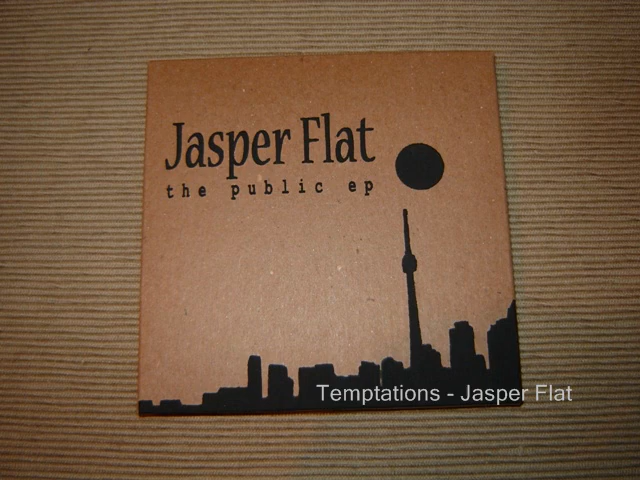 Jasper Flat
the public ep
Temptations - Jasper Flat